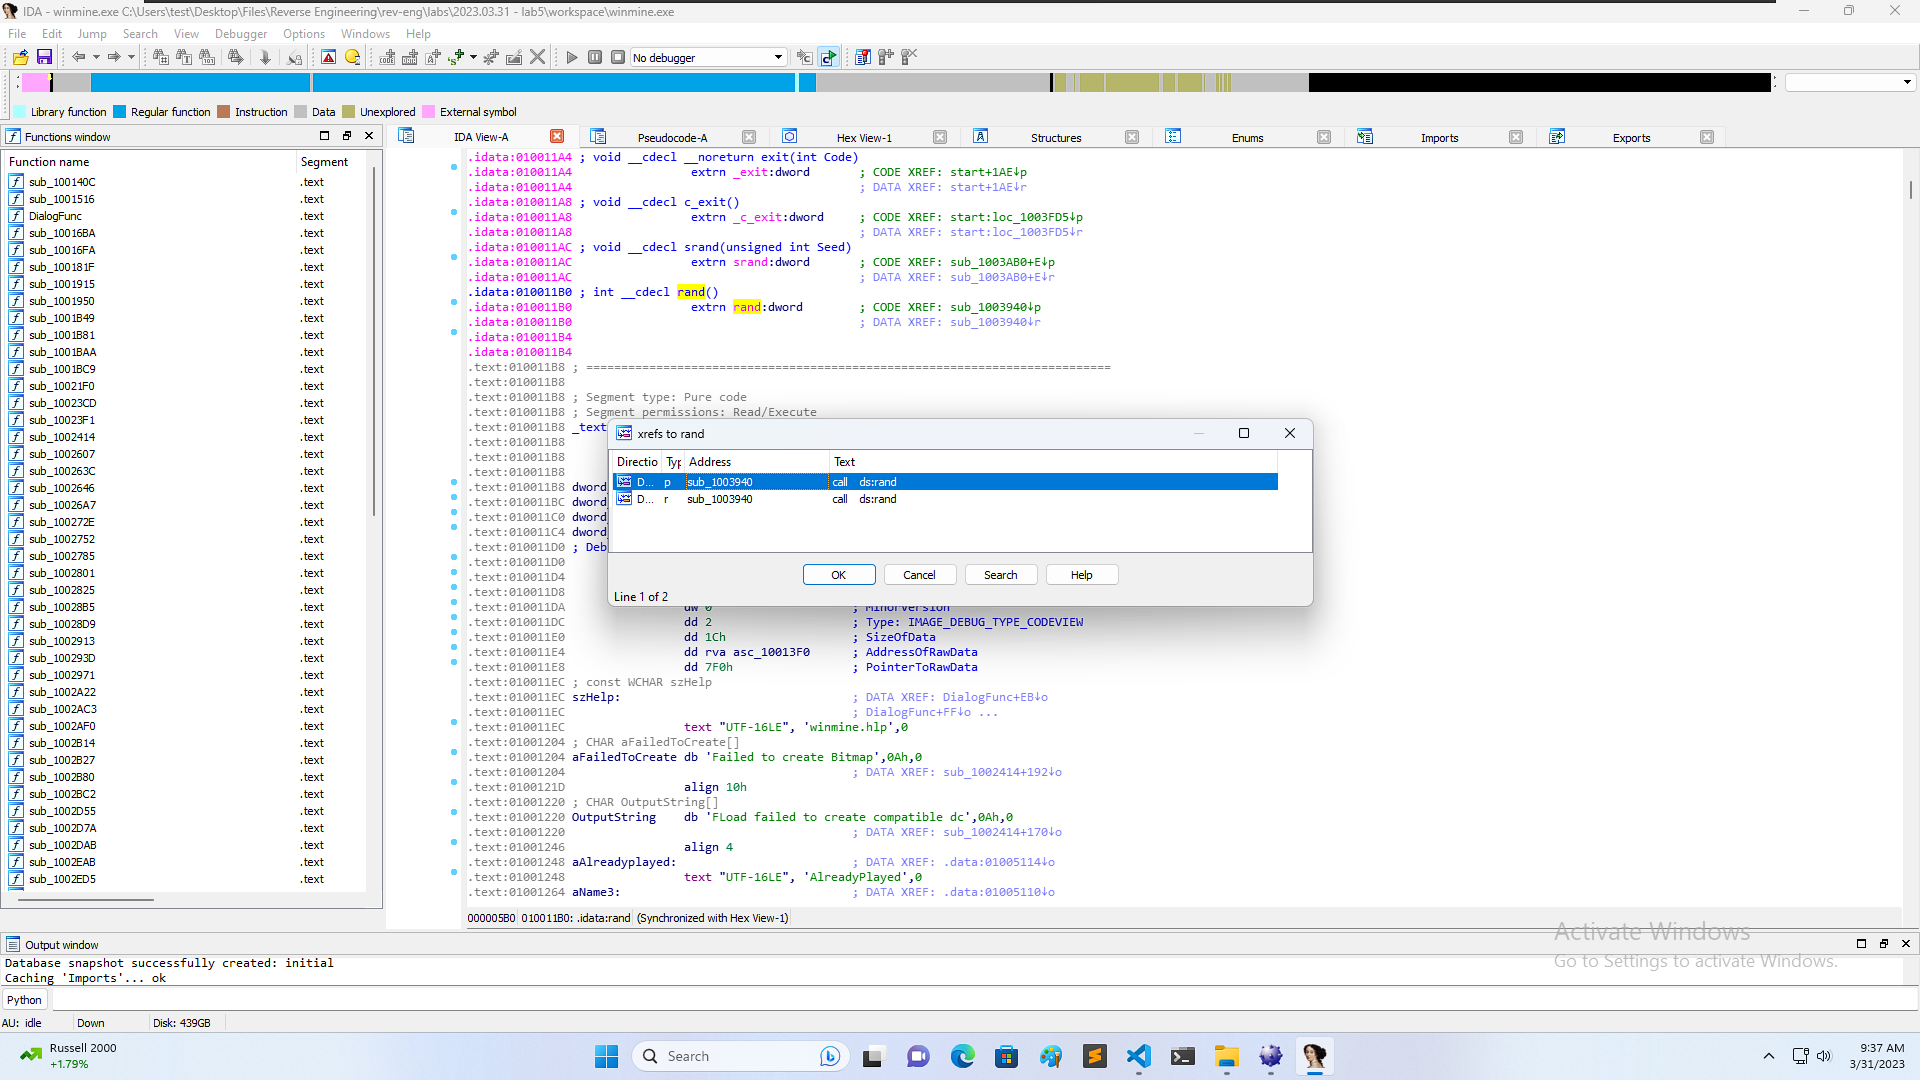 IDA - winmine.exe C:\Users\test\Desktop\Files\Reverse Engineering\rev-eng\labs\2023.03.31 - lab5\workspace\winmine.exe
File Edit Jump Search View Debugger Options Windows Help
No debugger
Library function Regular function Instruction Data Unexplored External symbol
Functions window
Function name Segment
sub_100140C .text
sub_1001516 .text
DialogFunc .text
sub_10016BA .text
sub_10016FA .text
sub_100181F .text
sub_1001915 .text
sub_1001950 .text
sub_1001B49 .text
sub_1001B81 .text
sub_1001BAA .text
sub_1001BC9 .text
sub_10021F0 .text
sub_10023CD .text
sub_10023F1 .text
sub_1002414 .text
sub_1002607 .text
sub_100263C .text
sub_1002646 .text
sub_10026A7 .text
sub_100272E .text
sub_1002752 .text
sub_1002785 .text
sub_1002801 .text
sub_1002825 .text
sub_10028B5 .text
sub_10028D9 .text
sub_1002913 .text
sub_100293D .text
sub_1002971 .text
sub_1002A22 .text
sub_1002AC3 .text
sub_1002AF0 .text
sub_1002B14 .text
sub_1002B27 .text
sub_1002B80 .text
sub_1002BC2 .text
sub_1002D55 .text
sub_1002D7A .text
sub_1002DAB .text
sub_1002EAB .text
sub_1002ED5 .text
IDA View-A Pseudocode-A Hex View-1 Structures Enums Imports Exports
.idata:010011A4 ; void __cdecl __noreturn exit(int Code)
.idata:010011A4 extrn _exit:dword ; CODE XREF: start+1AE↓p
.idata:010011A4 ; DATA XREF: start+1AE↓r
.idata:010011A8 ; void __cdecl c_exit()
.idata:010011A8 extrn _c_exit:dword ; CODE XREF: start:loc_1003FD5↓p
.idata:010011A8 ; DATA XREF: start:loc_1003FD5↓r
.idata:010011AC ; void __cdecl srand(unsigned int Seed)
.idata:010011AC extrn srand:dword ; CODE XREF: sub_1003AB0+E↓p
.idata:010011AC ; DATA XREF: sub_1003AB0+E↓r
.idata:010011B0 ; int __cdecl rand()
.idata:010011B0 extrn rand:dword ; CODE XREF: sub_1003940↓p
.idata:010011B0 ; DATA XREF: sub_1003940↓r
.idata:010011B4
.idata:010011B4
.text:010011B8 ; ===========================================================================
.text:010011B8
.text:010011B8 ; Segment type: Pure code
.text:010011B8 ; Segment permissions: Read/Execute
.text:010011B8 _text
.text:010011B8
.text:010011B8
.text:010011B8
.text:010011B8 dword
.text:010011BC dword
.text:010011C0 dword
.text:010011C4 dword
.text:010011D0 ; Deb
.text:010011D0
.text:010011D4
.text:010011D8
.text:010011DA dw 0 ; MinorVersion
.text:010011DC dd 2 ; Type: IMAGE_DEBUG_TYPE_CODEVIEW
.text:010011E0 dd 1Ch ; SizeOfData
.text:010011E4 dd rva asc_10013F0 ; AddressOfRawData
.text:010011E8 dd 7F0h ; PointerToRawData
.text:010011EC ; const WCHAR szHelp
.text:010011EC szHelp: ; DATA XREF: DialogFunc+EB↓o
.text:010011EC ; DialogFunc+FF↓o ...
.text:010011EC text "UTF-16LE", 'winmine.hlp',0
.text:01001204 ; CHAR aFailedToCreate[]
.text:01001204 aFailedToCreate db 'Failed to create Bitmap',0Ah,0
.text:01001204 ; DATA XREF: sub_1002414+192↓o
.text:0100121D align 10h
.text:01001220 ; CHAR OutputString[]
.text:01001220 OutputString db 'FLoad failed to create compatible dc',0Ah,0
.text:01001220 ; DATA XREF: sub_1002414+170↓o
.text:01001246 align 4
.text:01001248 aAlreadyplayed: ; DATA XREF: .data:01005114↓o
.text:01001248 text "UTF-16LE", 'AlreadyPlayed',0
.text:01001264 aName3: ; DATA XREF: .data:01005110↓o
000005B0 010011B0: .idata:rand (Synchronized with Hex View-1)
xrefs to rand
Directio Typ Address Text
D... p sub_1003940 call ds:rand
D... r sub_1003940 call ds:rand
OK Cancel Search Help
Line 1 of 2
Output window
Database snapshot successfully created: initial
Caching 'Imports'... ok
Python
AU: idle Down Disk: 439GB
Activate Windows
Go to Settings to activate Windows.
Russell 2000
+1.79%
Search
9:37 AM
3/31/2023